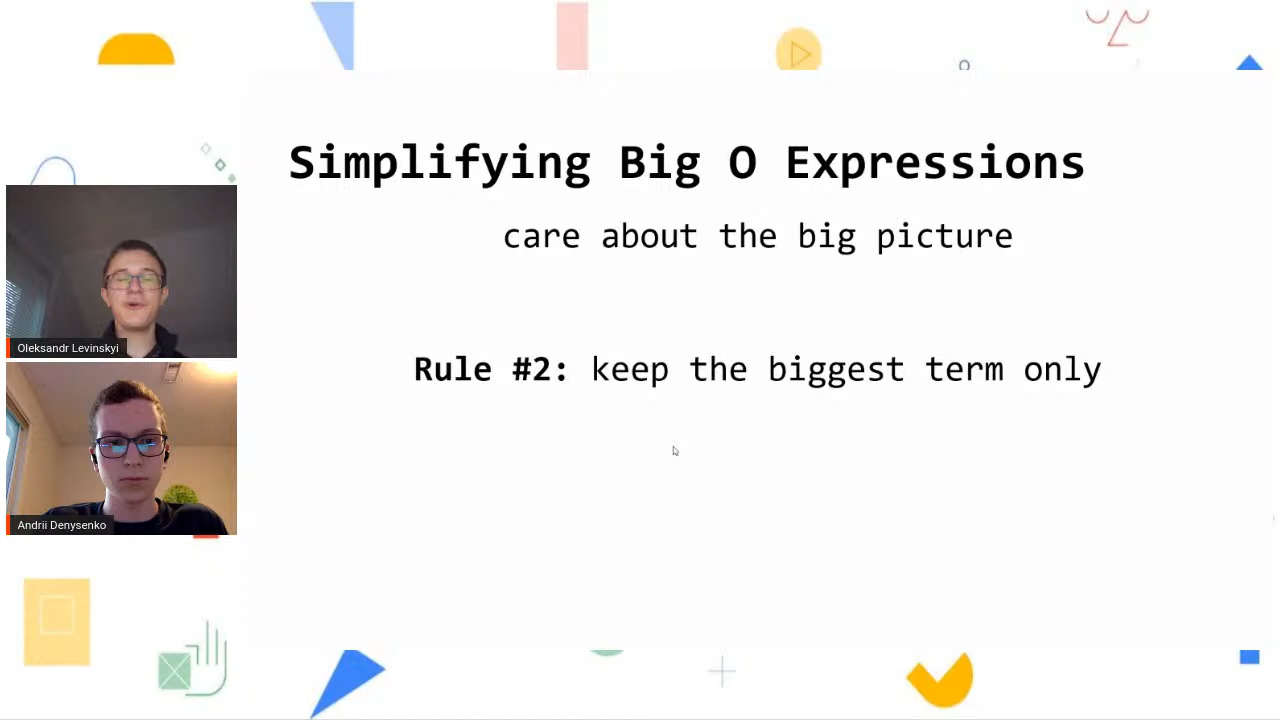 Simplifying Big O Expressions
care about the big picture
Oleksandr Levinskyi
Rule #2: keep the biggest term only
Andrii Denysenko